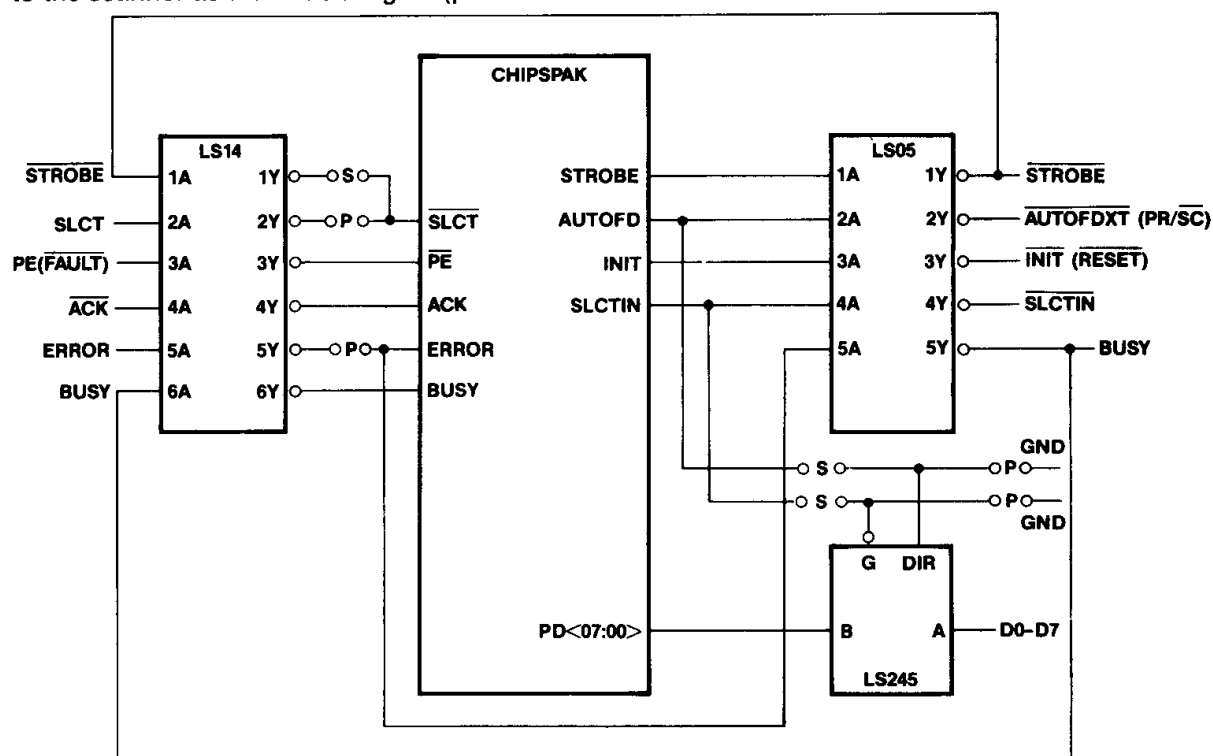 to the scanner
CHIPSPAK
LS14
STROBE 1A 1Y S
SLCT 2A 2Y P SLCT
PE(FAULT) 3A 3Y PE
ACK 4A 4Y ACK
ERROR 5A 5Y P ERROR
BUSY 6A 6Y BUSY
LS05
STROBE 1A 1Y STROBE
AUTOFD 2A 2Y AUTOFDXT (PR/SC)
INIT 3A 3Y INIT (RESET)
SLCTIN 4A 4Y SLCTIN
5A 5Y BUSY
S P GND
S P GND
G DIR
PD<07:00> B A D0-D7
LS245